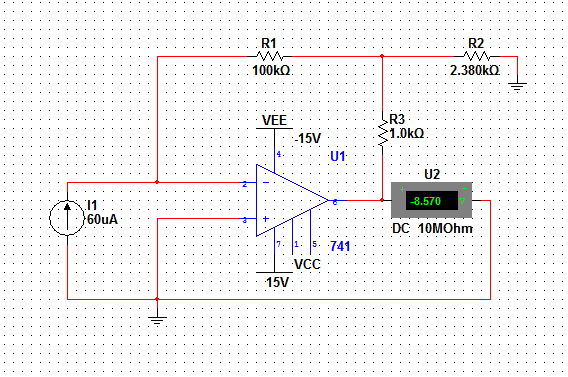 R1
100kΩ
R2
2.380kΩ
R3
1.0kΩ
VEE
-15V
4
U1
2
−
3
+
6
7
1
5
VCC
741
15V
I1
60uA
U2
+
-
-8.570
DC 10MOhm